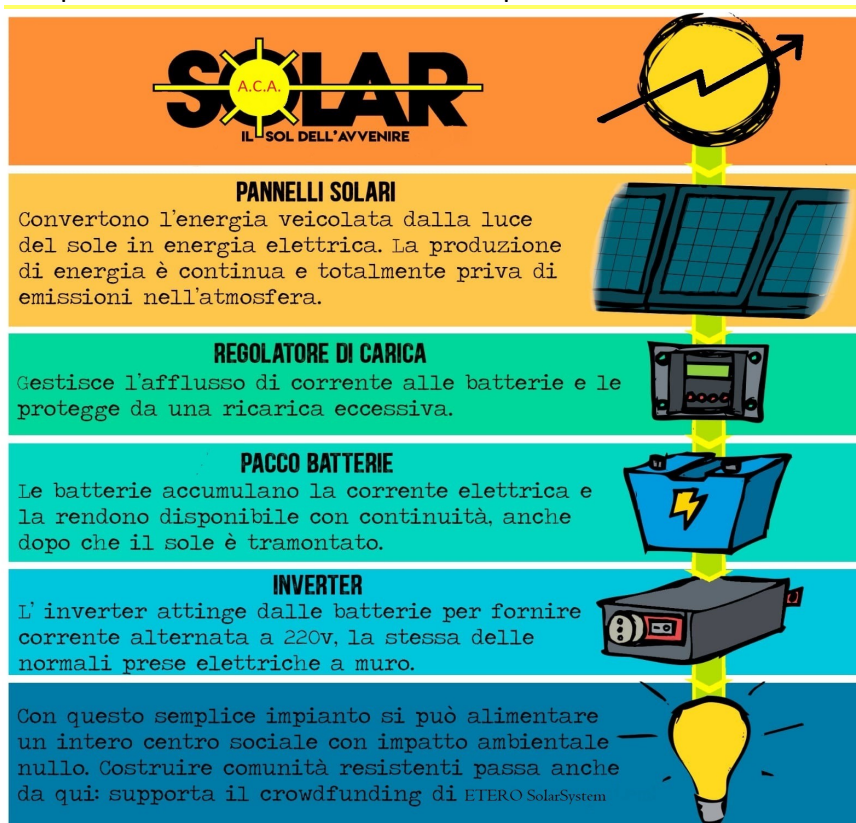 SOLAR
A.C.A.
IL SOL DELL'AVVENIRE
PANNELLI SOLARI
Convertono l'energia veicolata dalla luce
del sole in energia elettrica. La produzione
di energia è continua e totalmente priva di
emissioni nell'atmosfera.
REGOLATORE DI CARICA
Gestisce l'afflusso di corrente alle batterie e le
protegge da una ricarica eccessiva.
PACCO BATTERIE
Le batterie accumulano la corrente elettrica e
la rendono disponibile con continuità, anche
dopo che il sole è tramontato.
INVERTER
L' inverter attinge dalle batterie per fornire
corrente alternata a 220v, la stessa delle
normali prese elettriche a muro.
Con questo semplice impianto si può alimentare
un intero centro sociale con impatto ambientale
nullo. Costruire comunità resistenti passa anche
da qui: supporta il crowdfunding di ETERO SolarSystem